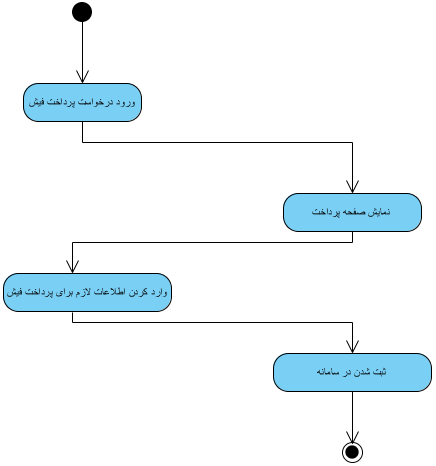 ورود درخواست پرداخت فیش
نمایش صفحه پرداخت
وارد کردن اطلاعات لازم برای پرداخت فیش
ثبت شدن در سامانه